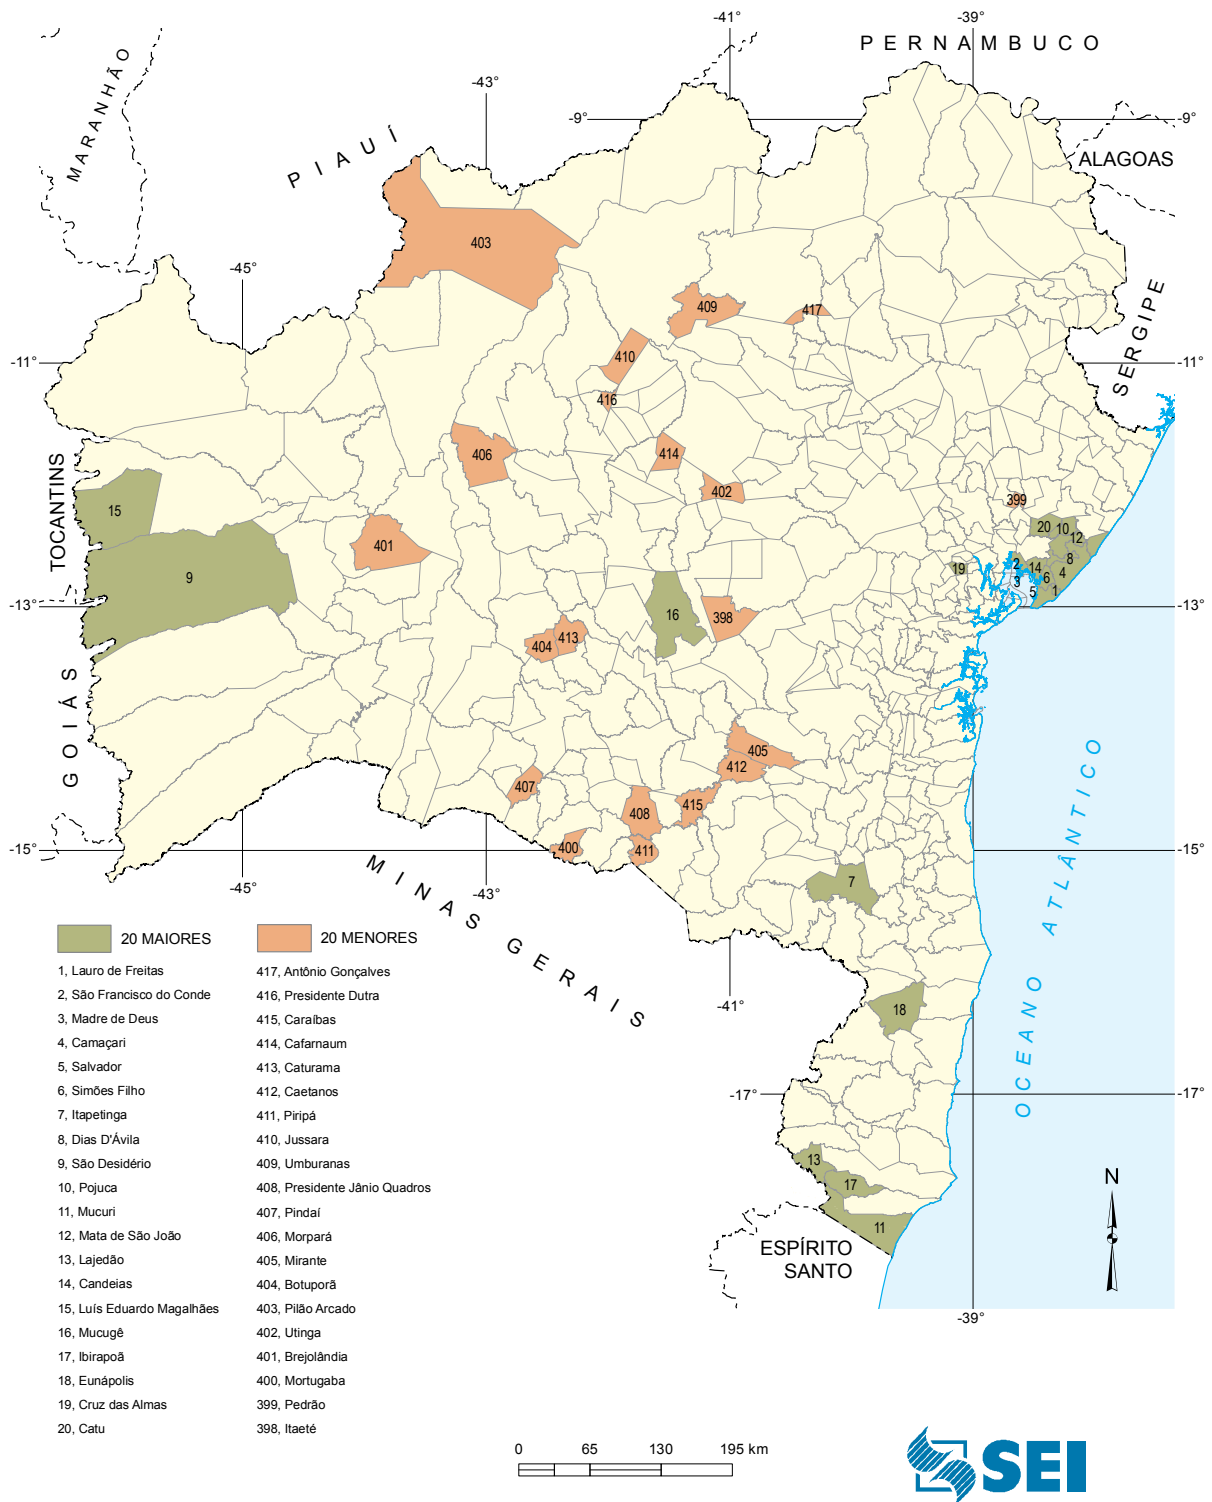 -41°
-39°
PERNAMBUCO
MARANHÃO
-43°
PIAUÍ
-9°
-9°
ALAGOAS
403
-45°
SERGIPE
409
417
-11°
-11°
410
416
406
414
TOCANTINS
402
399
15
401
20
10
12
9
19
2
14
8
6
4
3
5
1
-13°
16
398
-13°
404
413
GOIÁS
405
412
407
408
415
OCEANO ATLÂNTICO
-15°
400
411
-15°
MINAS GERAIS
-45°
-43°
7
20 MAIORES
20 MENORES
1, Lauro de Freitas
417, Antônio Gonçalves
2, São Francisco do Conde
416, Presidente Dutra
-41°
18
3, Madre de Deus
415, Caraíbas
4, Camaçari
414, Cafarnaum
5, Salvador
413, Caturama
6, Simões Filho
412, Caetanos
-17°
-17°
7, Itapetinga
411, Piripá
8, Dias D'Ávila
410, Jussara
9, São Desidério
409, Umburanas
13
10, Pojuca
408, Presidente Jânio Quadros
17
N
11, Mucuri
407, Pindaí
11
12, Mata de São João
406, Morpará
ESPÍRITO
SANTO
13, Lajedão
405, Mirante
14, Candeias
404, Botuporã
15, Luís Eduardo Magalhães
403, Pilão Arcado
-39°
16, Mucugê
402, Utinga
17, Ibirapoã
401, Brejolândia
18, Eunápolis
400, Mortugaba
19, Cruz das Almas
399, Pedrão
20, Catu
398, Itaeté
0 65 130 195 km
SEI